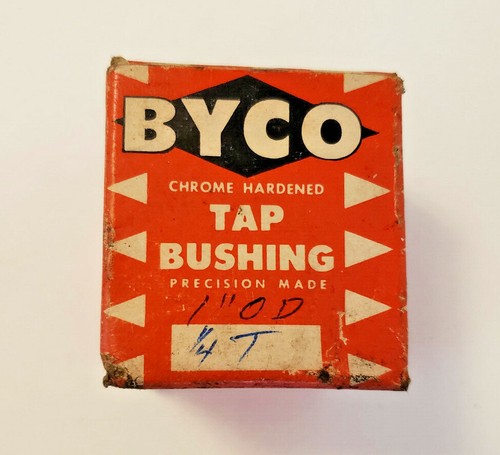 BYCO
CHROME HARDENED
TAP
BUSHING
PRECISION MADE
1" OD
1/4 T